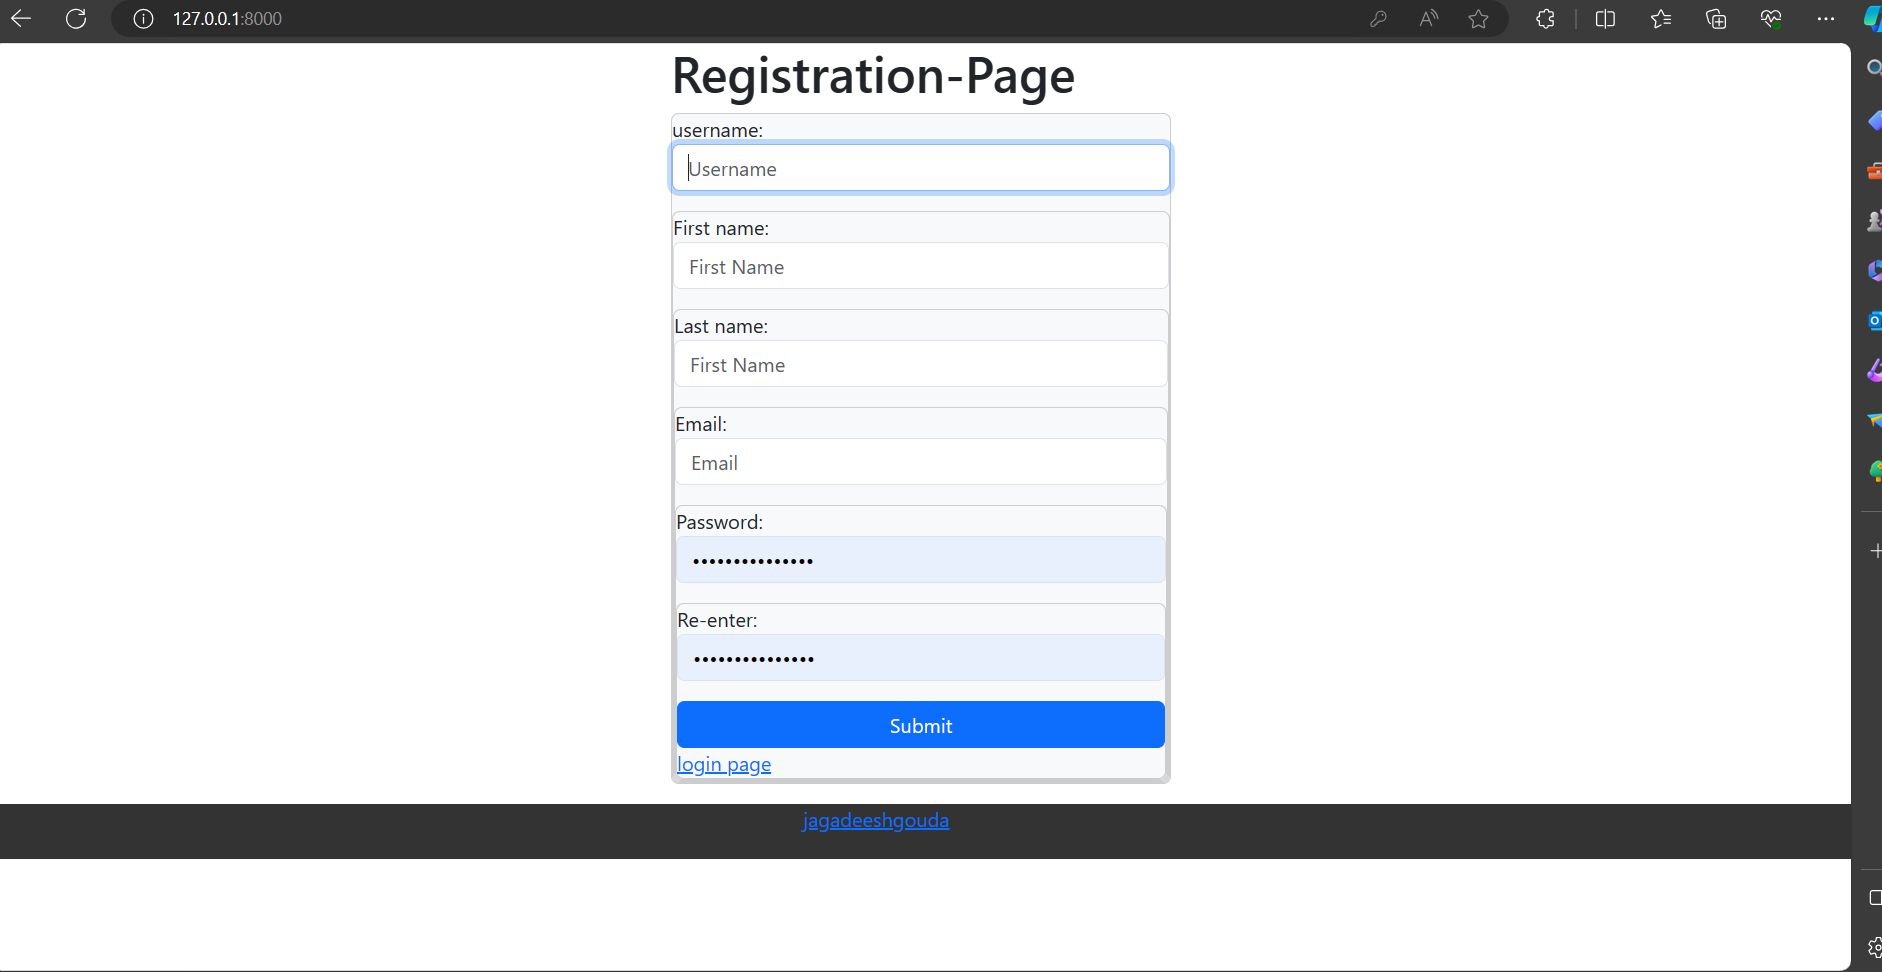 127.0.0.1:8000
Registration-Page
username:
Username
First name:
First Name
Last name:
First Name
Email:
Email
Password:
•••••••••••••••
Re-enter:
•••••••••••••••
Submit
login page
jagadeeshgouda